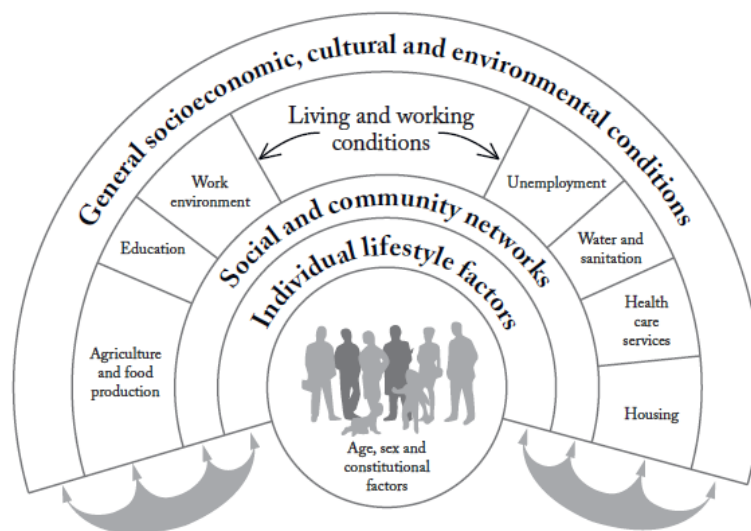 General socioeconomic, cultural and environmental conditions
Living and working
conditions
Work
environment
Unemployment
Education
Water and
sanitation
Agriculture
and food
production
Health
care
services
Housing
Social and community networks
Individual lifestyle factors
Age, sex and
constitutional
factors